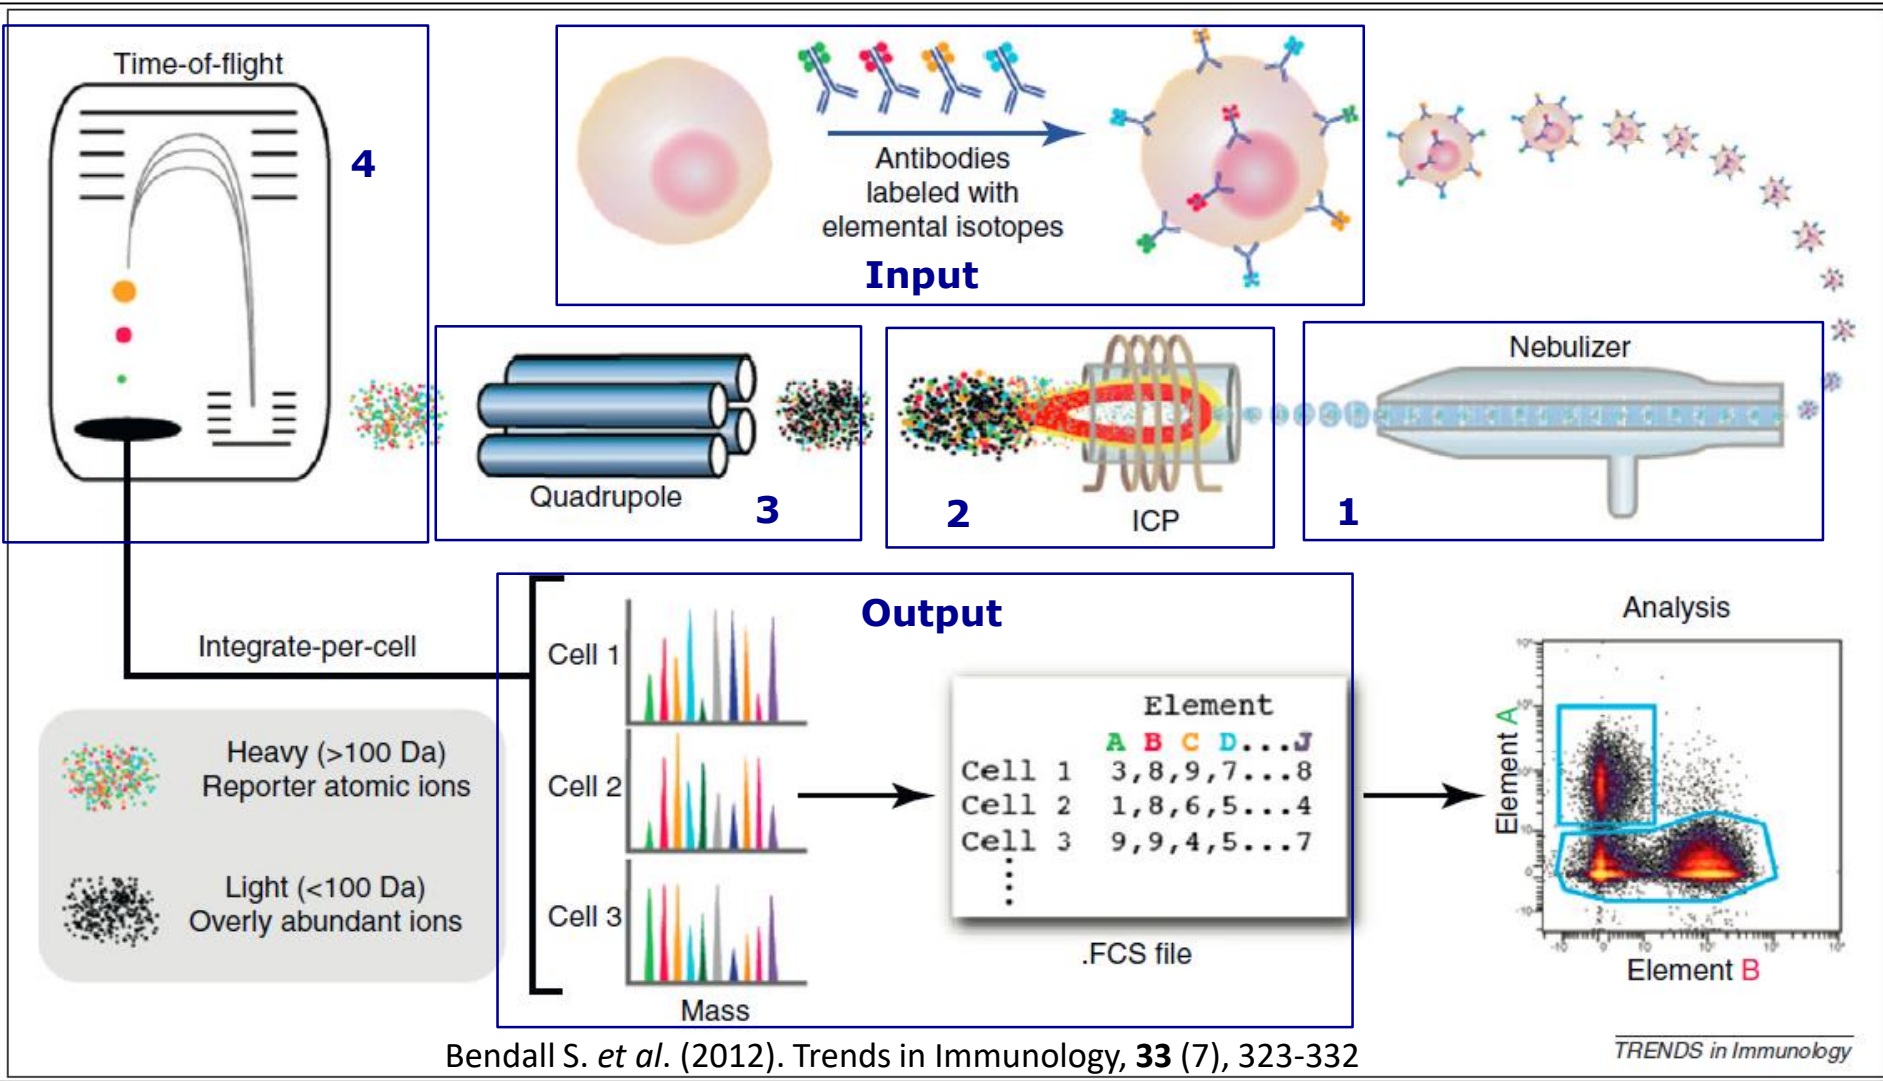 Time-of-flight
4
Antibodies
labeled with
elemental isotopes
Input
Nebulizer
1
ICP
2
Quadrupole
3
Integrate-per-cell
Heavy (>100 Da)
Reporter atomic ions
Light (<100 Da)
Overly abundant ions
Output
Cell 1
Cell 2
Cell 3
Mass
Element
A B C D...J
Cell 1 3,8,9,7...8
Cell 2 1,8,6,5...4
Cell 3 9,9,4,5...7
.FCS file
Analysis
Element A
Element B
Bendall S. et al. (2012). Trends in Immunology, 33 (7), 323-332
TRENDS in Immunology